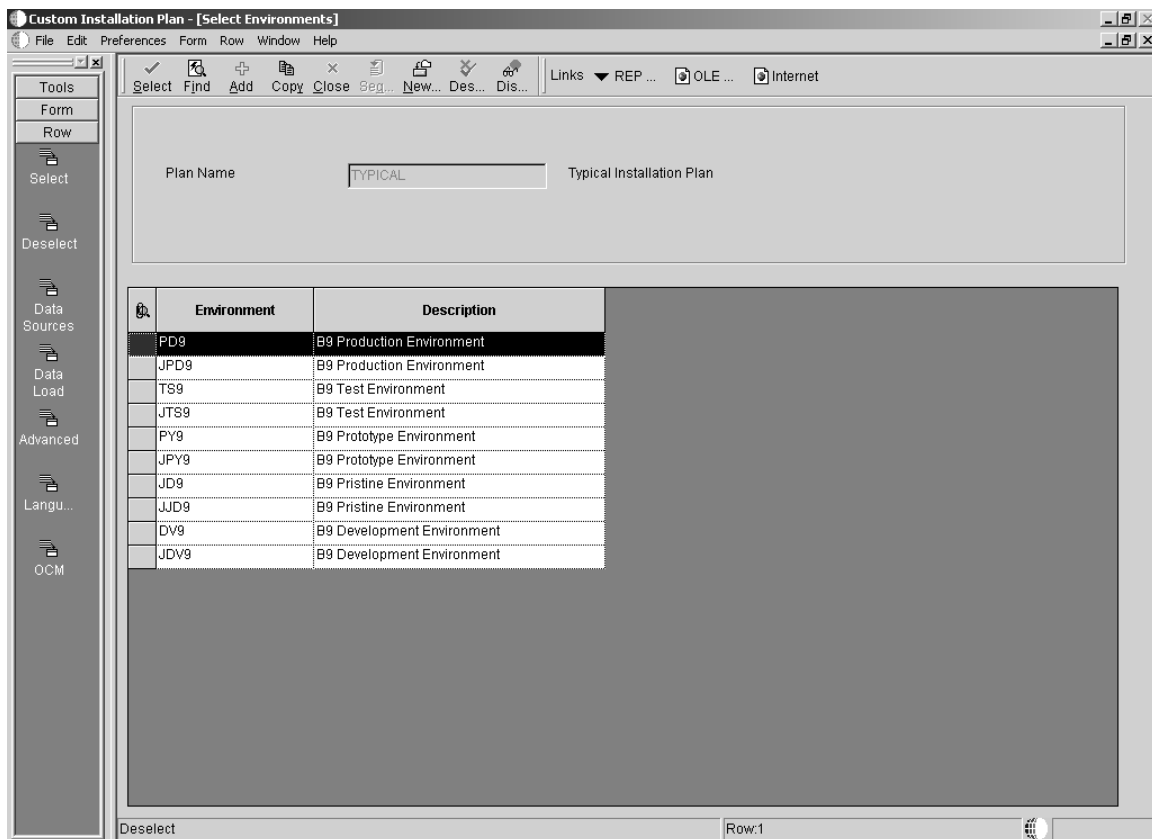 Custom Installation Plan - [Select Environments]
File Edit Preferences Form Row Window Help
Tools
Form
Row
Select
Deselect
Data Sources
Data Load
Advanced
Langu...
OCM
Select Find Add Copy Close Seq... New... Des... Dis... Links REP ... OLE ... Internet
Plan Name TYPICAL Typical Installation Plan
Environment Description
PD9 B9 Production Environment
JPD9 B9 Production Environment
TS9 B9 Test Environment
JTS9 B9 Test Environment
PY9 B9 Prototype Environment
JPY9 B9 Prototype Environment
JD9 B9 Pristine Environment
JJD9 B9 Pristine Environment
DV9 B9 Development Environment
JDV9 B9 Development Environment
Deselect Row:1